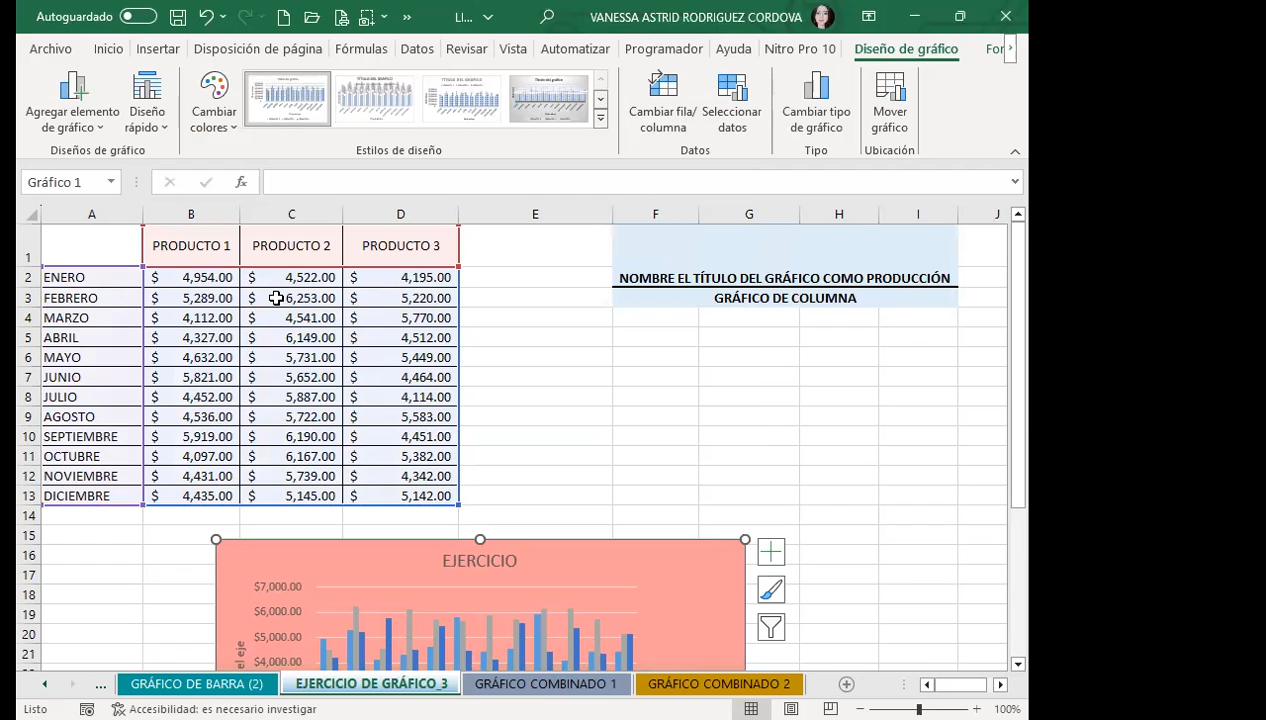 Autoguardado
LI...
VANESSA ASTRID RODRIGUEZ CORDOVA
Archivo Inicio Insertar Disposición de página Fórmulas Datos Revisar Vista Automatizar Programador Ayuda Nitro Pro 10 Diseño de gráfico For
Agregar elemento de gráfico
Diseño rápido
Cambiar colores
Cambiar fila/ columna
Seleccionar datos
Cambiar tipo de gráfico
Mover gráfico
Diseños de gráfico Estilos de diseño Datos Tipo Ubicación
Gráfico 1 fx
A B C D E F G H I J
1 PRODUCTO 1 PRODUCTO 2 PRODUCTO 3
2 ENERO $ 4,954.00 $ 4,522.00 $ 4,195.00 NOMBRE EL TÍTULO DEL GRÁFICO COMO PRODUCCIÓN
3 FEBRERO $ 5,289.00 $ 6,253.00 $ 5,220.00 GRÁFICO DE COLUMNA
4 MARZO $ 4,112.00 $ 4,541.00 $ 5,770.00
5 ABRIL $ 4,327.00 $ 6,149.00 $ 4,512.00
6 MAYO $ 4,632.00 $ 5,731.00 $ 5,449.00
7 JUNIO $ 5,821.00 $ 5,652.00 $ 4,464.00
8 JULIO $ 4,452.00 $ 5,887.00 $ 4,114.00
9 AGOSTO $ 4,536.00 $ 5,722.00 $ 5,583.00
10 SEPTIEMBRE $ 5,919.00 $ 6,190.00 $ 4,451.00
11 OCTUBRE $ 4,097.00 $ 6,167.00 $ 5,382.00
12 NOVIEMBRE $ 4,431.00 $ 5,739.00 $ 4,342.00
13 DICIEMBRE $ 4,435.00 $ 5,145.00 $ 5,142.00
14
15
16 EJERCICIO
17 $7,000.00
18 $6,000.00
19
20 $5,000.00
21 $4,000.00
el eje
... GRÁFICO DE BARRA (2) EJERCICIO DE GRÁFICO_3 GRÁFICO COMBINADO 1 GRÁFICO COMBINADO 2
Listo Accesibilidad: es necesario investigar 100%